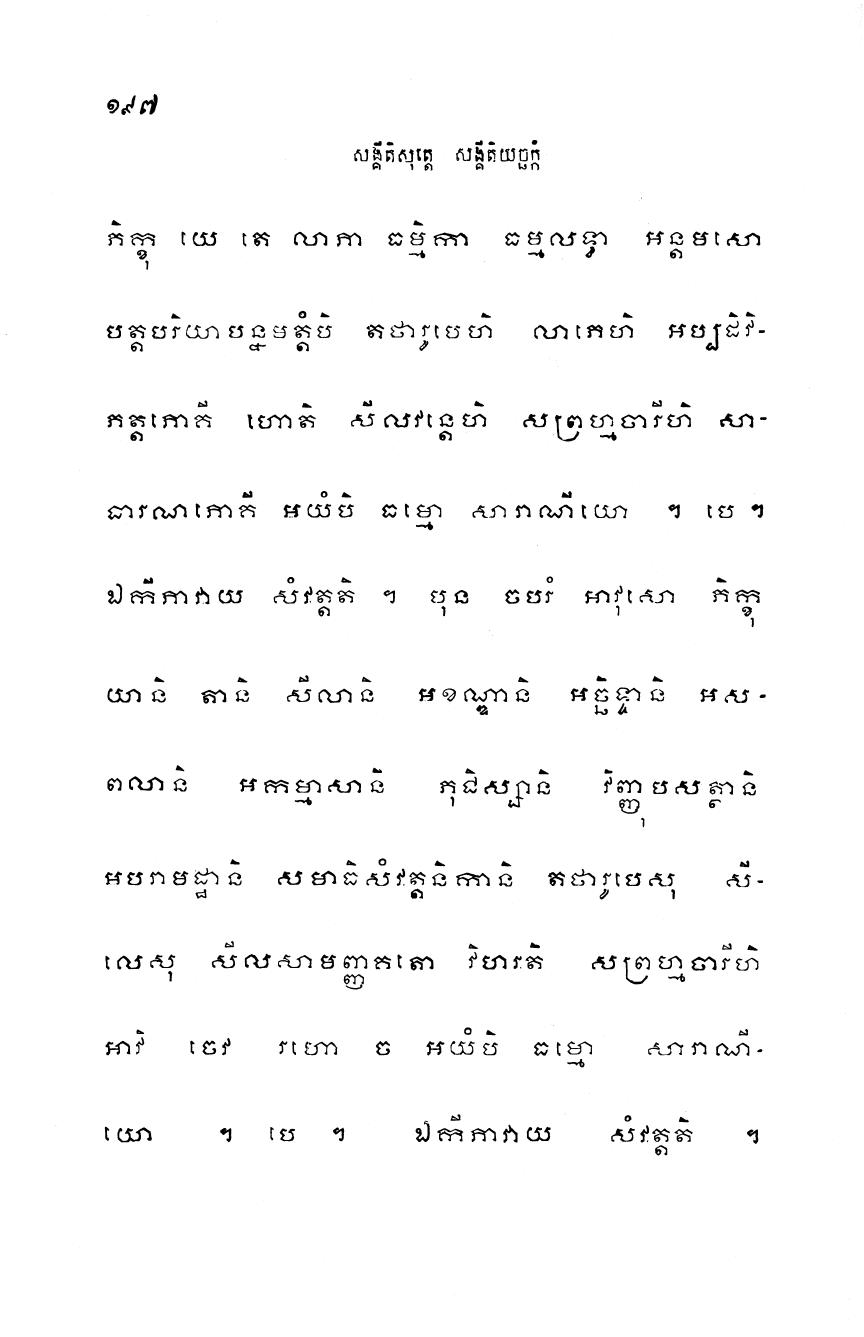 ១៩៧
សង្គីតិសុត្តេ សង្គីតិយច្ឆក្កំ
ភិក្ខុ យេ តេ លាភា ធម្មិកា ធម្មលទ្ធា អន្តមសោ
បត្តបរិយាបន្នមត្តំបិ តថារូបេហិ លាភេហិ អប្បដិវិ-
ភត្តភោគី ហោតិ សីលវន្តេហិ សព្រហ្មចារីហិ សា-
ធារណភោគី អយំបិ ធម្មោ សារាណីយោ ។ បេ ។
ឯកីភាវាយ សំវត្តតិ ។ បុន ចបរំ អាវុសោ ភិក្ខុ
យានិ តានិ សីលានិ អខណ្ឌានិ អច្ឆិទ្ទានិ អស-
ពលានិ អកម្មាសានិ ភុជិស្សានិ វិញ្ញុបសត្ថានិ
អបរាមដ្ឋានិ សមាធិសំវត្តនិកានិ តថារូបេសុ សី-
លេសុ សីលសាមញ្ញគតោ វិហរតិ សព្រហ្មចារីហិ
អាវិ ចេវ រហោ ច អយំបិ ធម្មោ សារាណី-
យោ ។ បេ ។ ឯកីភាវាយ សំវត្តតិ ។